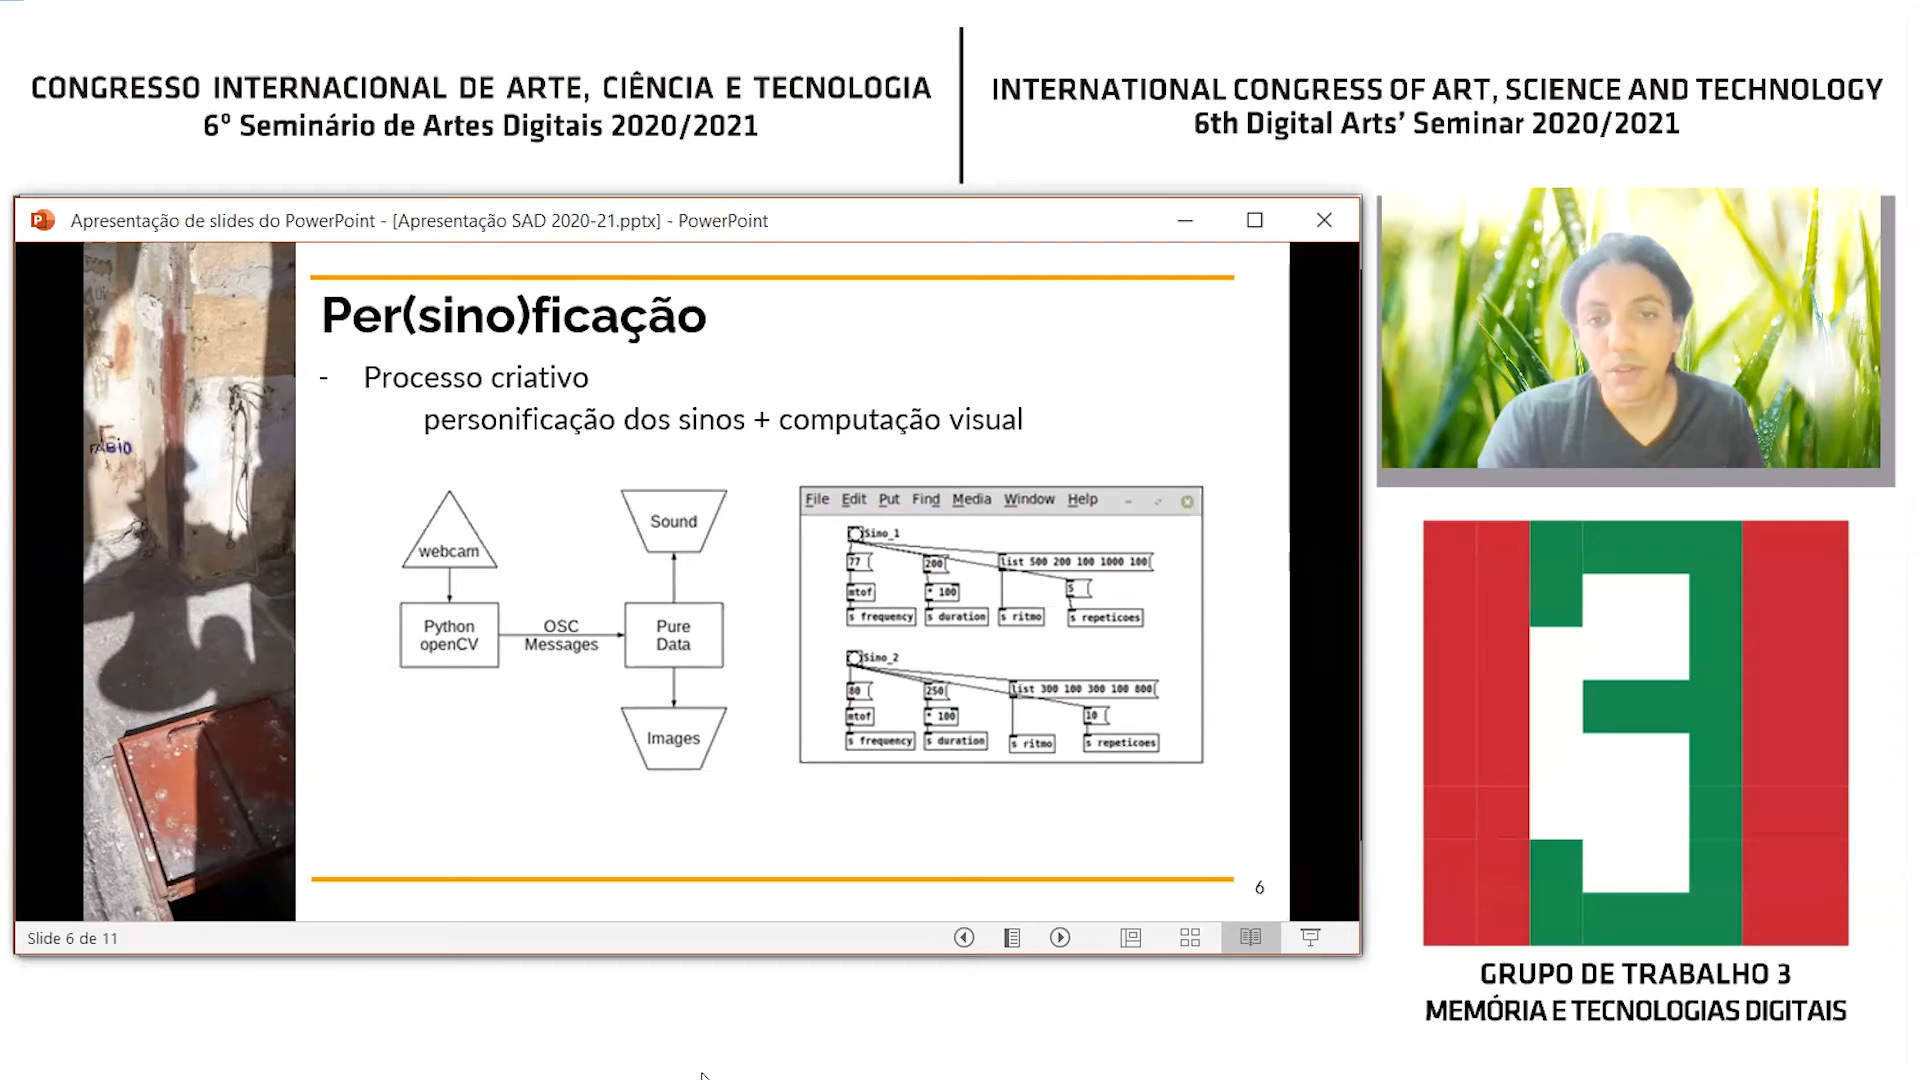 CONGRESSO INTERNACIONAL DE ARTE, CIÊNCIA E TECNOLOGIA
6º Seminário de Artes Digitais 2020/2021
INTERNATIONAL CONGRESS OF ART, SCIENCE AND TECHNOLOGY
6th Digital Arts' Seminar 2020/2021
Apresentação de slides do PowerPoint - [Apresentação SAD 2020-21.pptx] - PowerPoint
FABIO
Per(sino)ficação
- Processo criativo
personificação dos sinos + computação visual
webcam
Python
openCV
OSC
Messages
Sound
Pure
Data
Images
File Edit Put Find Media Window Help
Sino_1
77
200
list 500 200 100 1000 100
5
mtof
* 100
s frequency
s duration
s ritmo
s repeticoes
Sino_2
80
250
list 300 100 300 100 800
10
mtof
* 100
s frequency
s duration
s ritmo
s repeticoes
6
Slide 6 de 11
3
GRUPO DE TRABALHO 3
MEMÓRIA E TECNOLOGIAS DIGITAIS